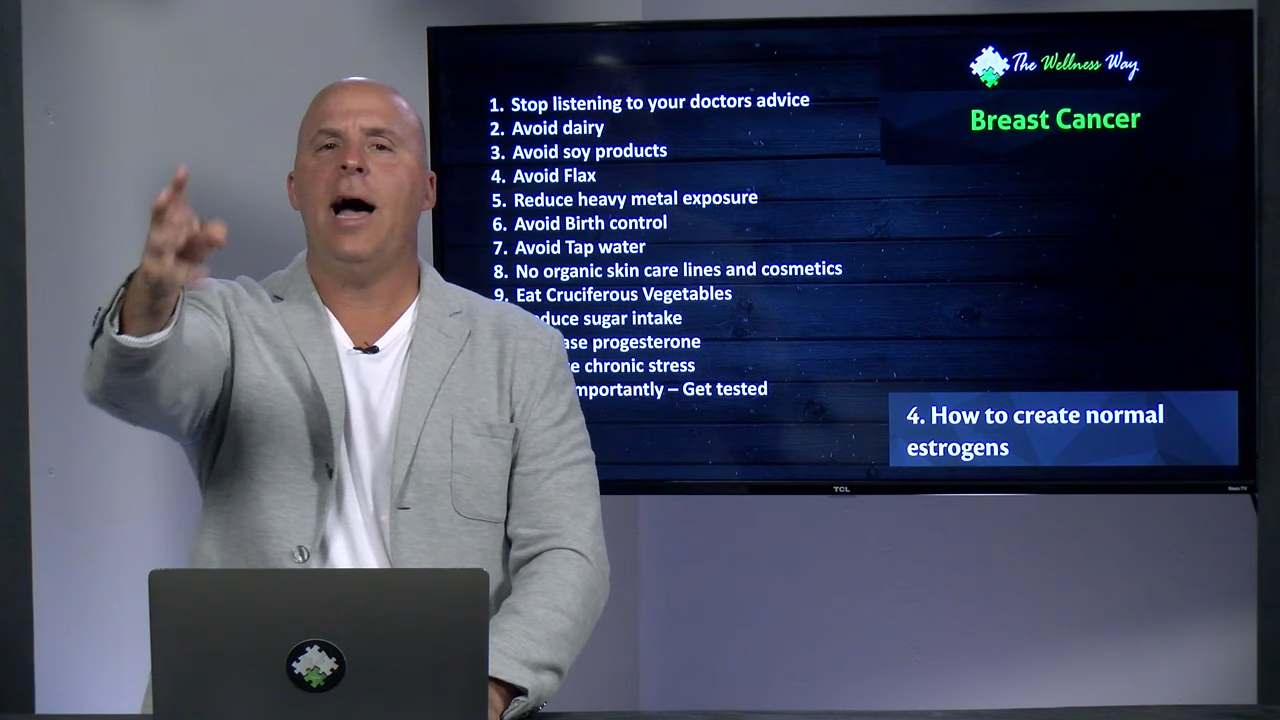 The Wellness Way
Breast Cancer
1. Stop listening to your doctors advice
2. Avoid dairy
3. Avoid soy products
4. Avoid Flax
5. Reduce heavy metal exposure
6. Avoid Birth control
7. Avoid Tap water
8. No organic skin care lines and cosmetics
9. Eat Cruciferous Vegetables
sugar intake
progesterone
chronic stress
– Get tested
4. How to create normal
estrogens
TCL
Roku TV